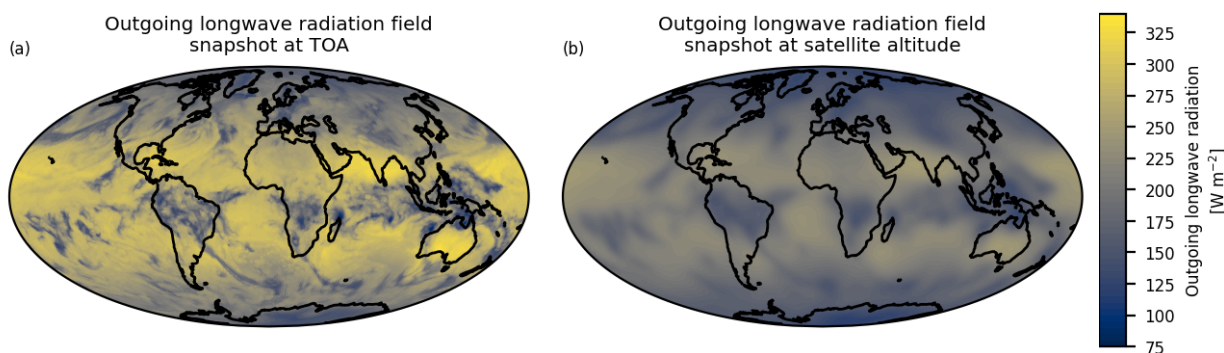 Outgoing longwave radiation field
snapshot at TOA
(a)
Outgoing longwave radiation field
snapshot at satellite altitude
(b)
325
300
275
250
225
200
175
150
125
100
75
Outgoing longwave radiation
[W m⁻²]